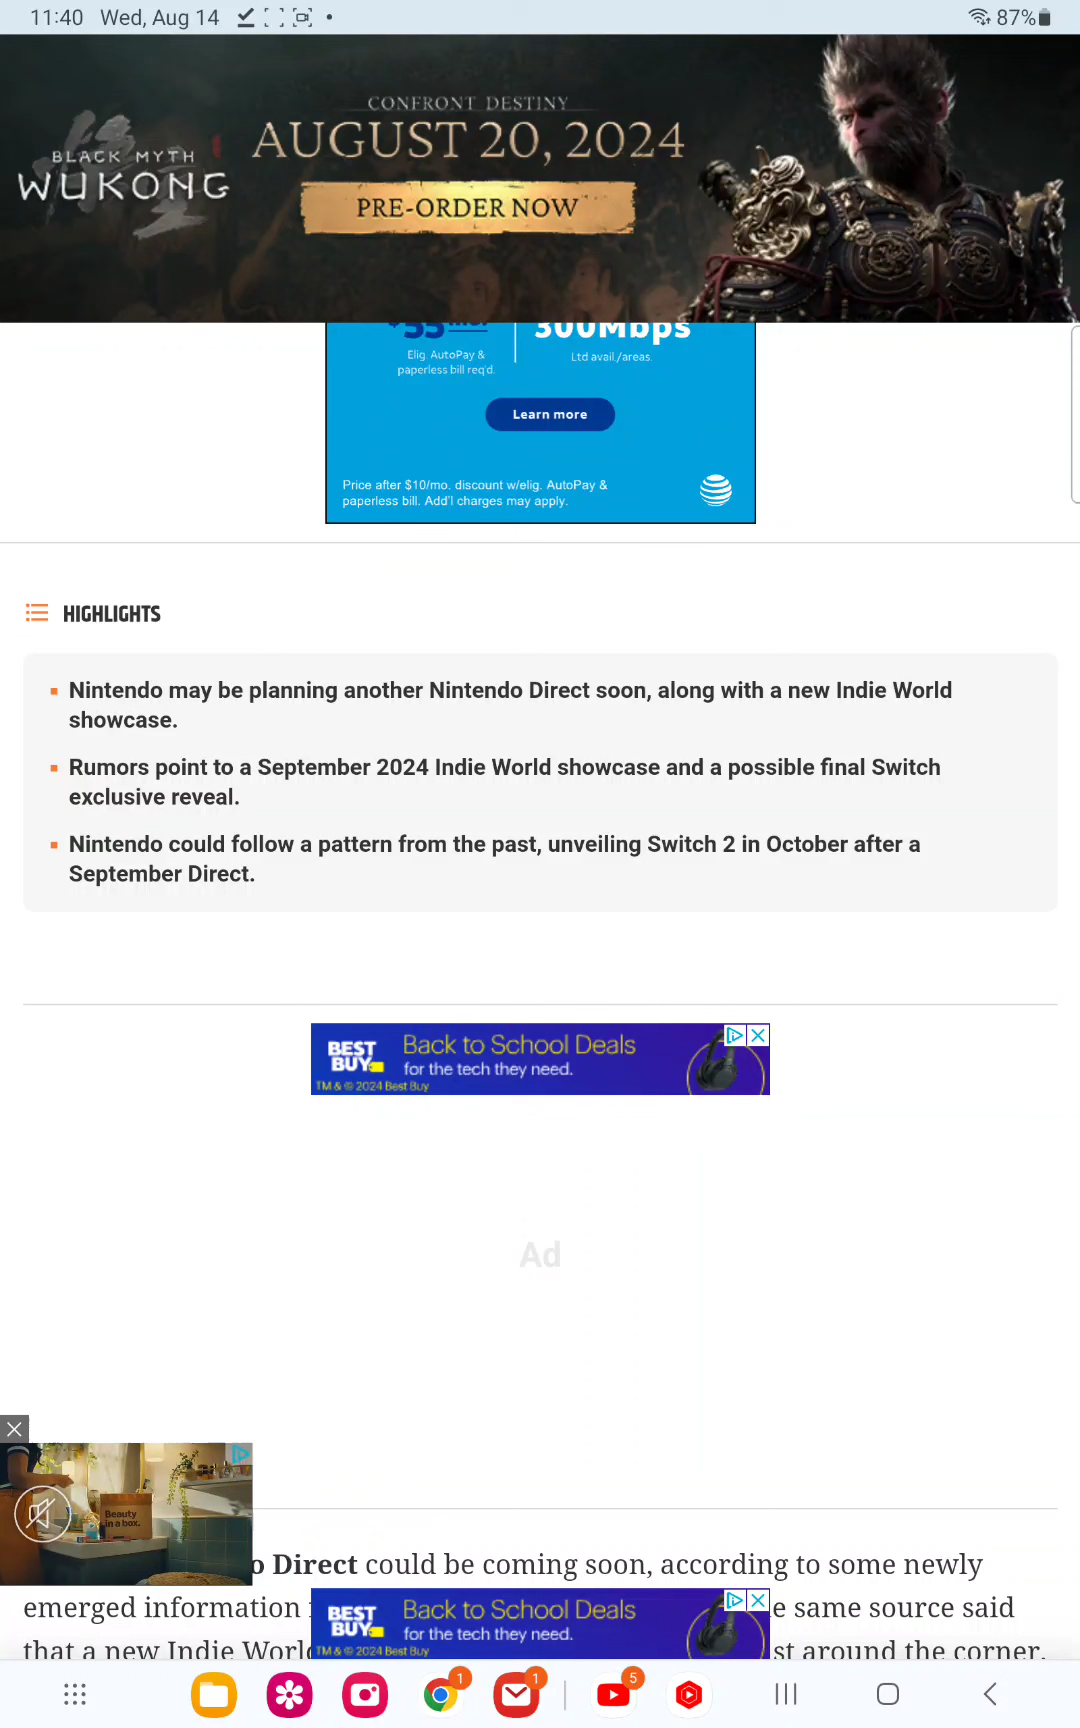 11:40 Wed, Aug 14
87%
CONFRONT DESTINY
AUGUST 20, 2024
BLACK MYTH
WUKONG
PRE-ORDER NOW
$55/mo.
300Mbps
Elig. AutoPay &
paperless bill req'd.
Ltd avail./areas.
Learn more
Price after $10/mo. discount w/elig. AutoPay &
paperless bill. Add'l charges may apply.
HIGHLIGHTS
Nintendo may be planning another Nintendo Direct soon, along with a new Indie World
showcase.
Rumors point to a September 2024 Indie World showcase and a possible final Switch
exclusive reveal.
Nintendo could follow a pattern from the past, unveiling Switch 2 in October after a
September Direct.
BEST
BUY
Back to School Deals
for the tech they need.
TM & © 2024 Best Buy
Ad
Beauty
in a box.
o Direct could be coming soon, according to some newly
emerged information
e same source said
that a new Indie World
st around the corner.
BEST
BUY
Back to School Deals
for the tech they need.
TM & © 2024 Best Buy
1
1
5